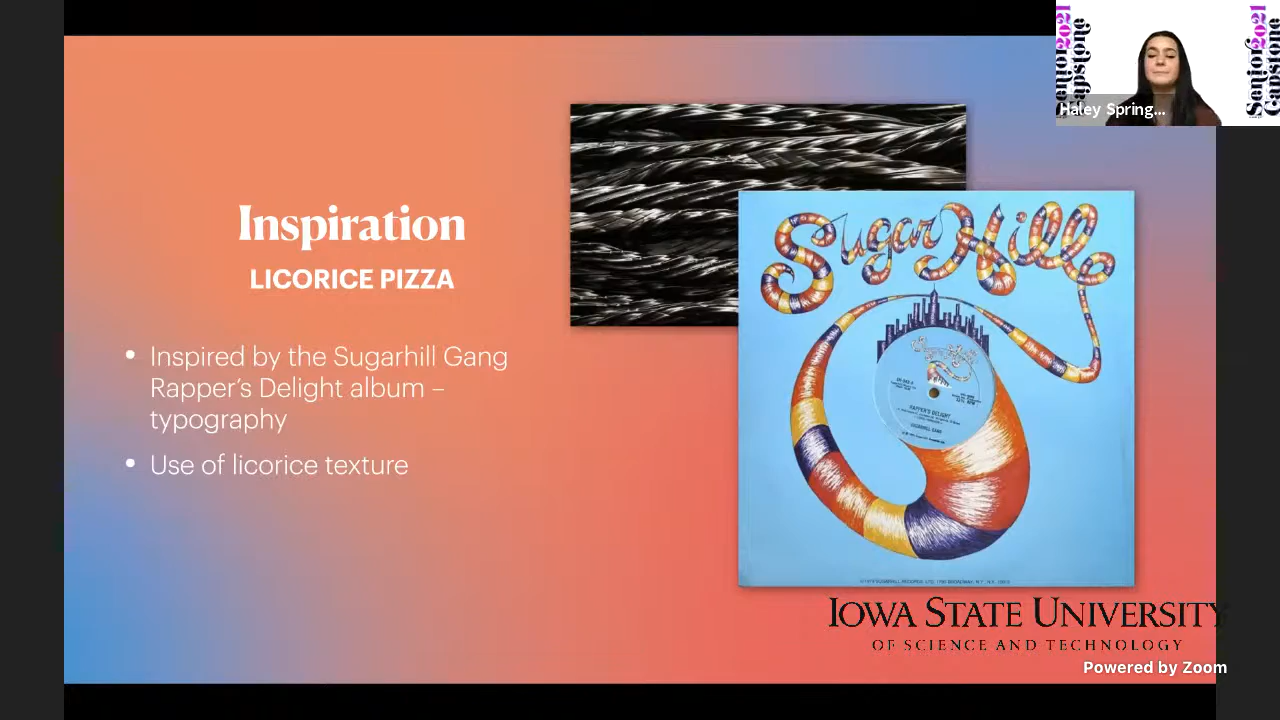 Inspiration
LICORICE PIZZA
• Inspired by the Sugarhill Gang
Rapper's Delight album –
typography
• Use of licorice texture
Sugar Hill
RAPPER'S DELIGHT
SUGARHILL GANG
Senior 2021
Capstone
Senior 2021
Capstone
Haley Spring...
IOWA STATE UNIVERSITY
OF SCIENCE AND TECHNOLOGY
Powered by Zoom